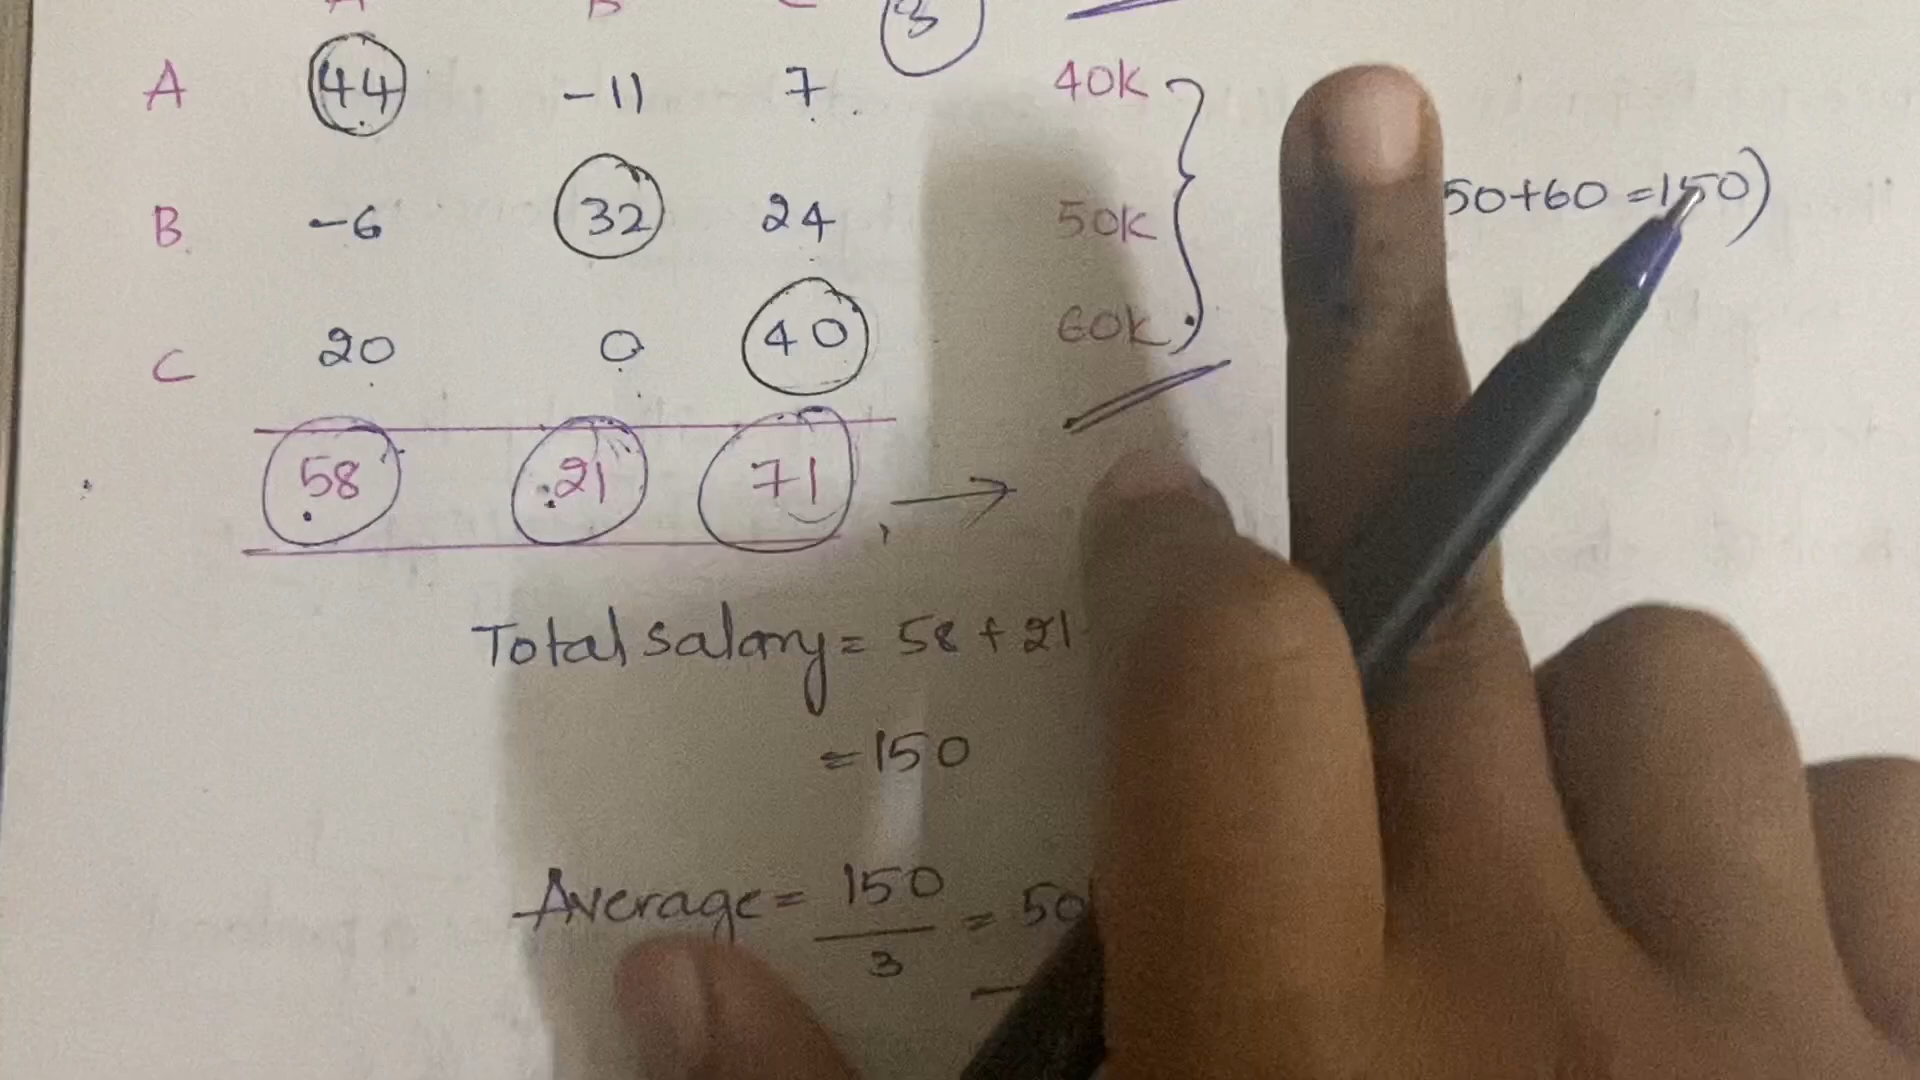 A 44 -11 7 40k
50+60 =150)
B -6 32 24 50k
C 20 0 40 60k
58 21 71
Total salary = 58 + 21
=150
Average = 150/3 = 50